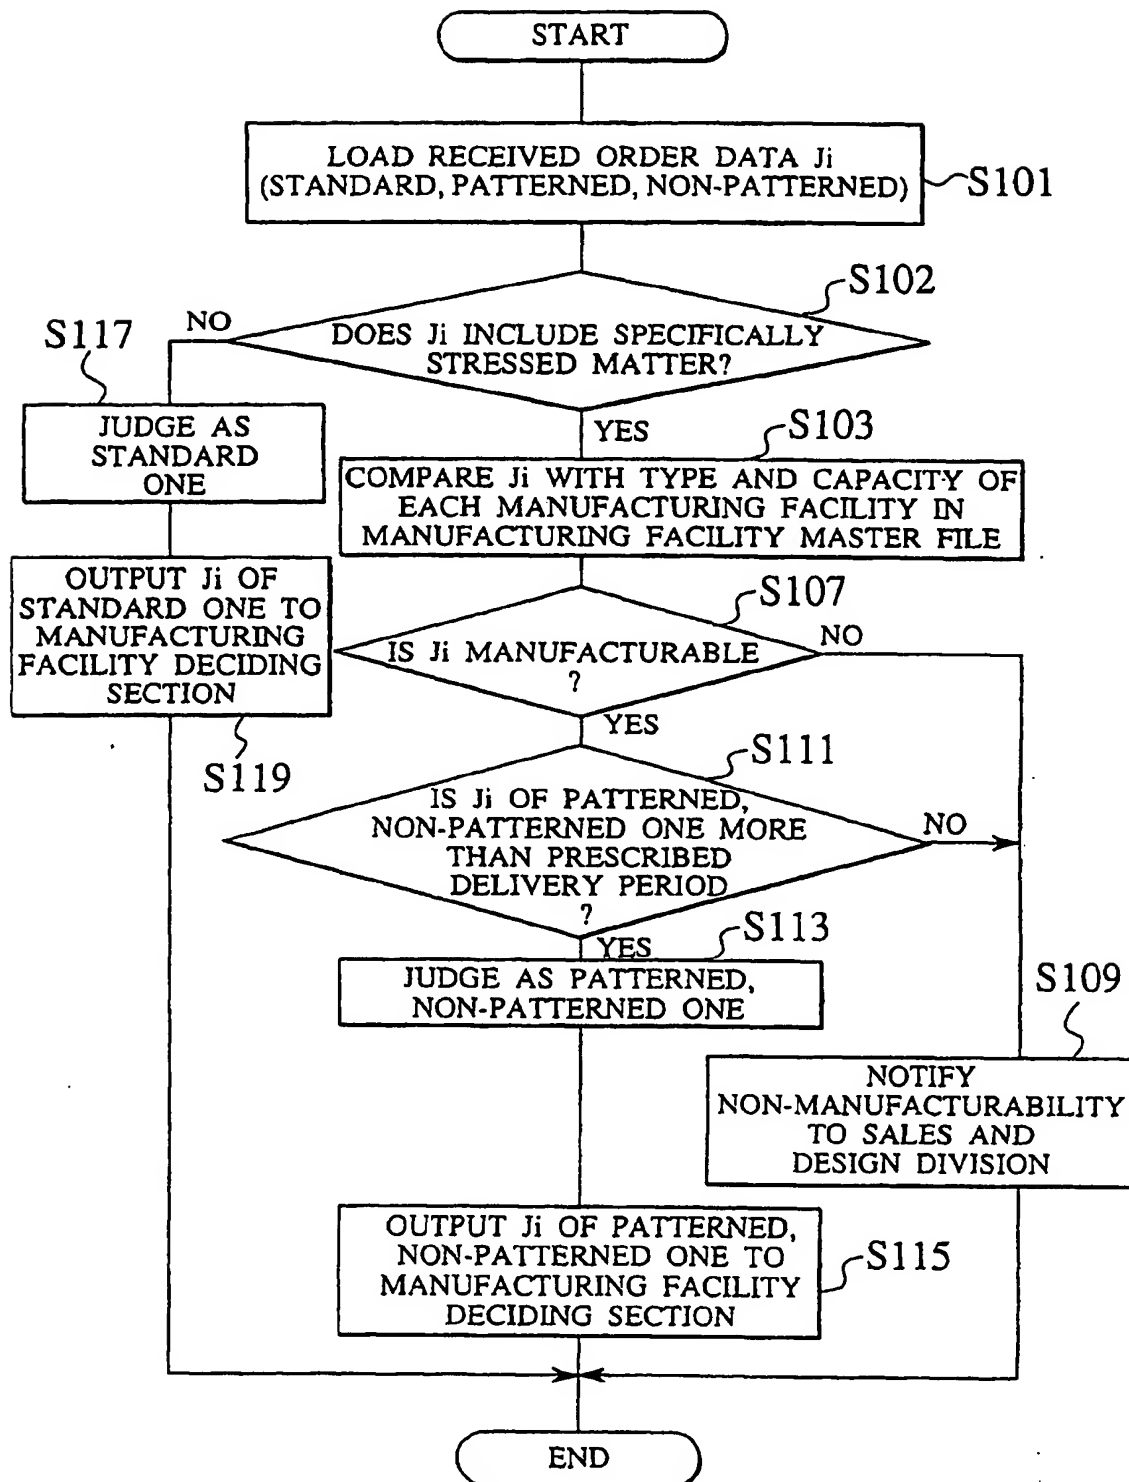 START
LOAD RECEIVED ORDER DATA Ji
(STANDARD, PATTERNED, NON-PATTERNED)
S101
S102
DOES Ji INCLUDE SPECIFICALLY
STRESSED MATTER?
NO
S117
JUDGE AS
STANDARD
ONE
YES
S103
COMPARE Ji WITH TYPE AND CAPACITY OF
EACH MANUFACTURING FACILITY IN
MANUFACTURING FACILITY MASTER FILE
OUTPUT Ji OF
STANDARD ONE TO
MANUFACTURING
FACILITY DECIDING
SECTION
S119
S107
IS Ji MANUFACTURABLE
?
NO
YES
S111
IS Ji OF PATTERNED,
NON-PATTERNED ONE MORE
THAN PRESCRIBED
DELIVERY PERIOD
?
NO
YES
S113
JUDGE AS PATTERNED,
NON-PATTERNED ONE
S109
NOTIFY
NON-MANUFACTURABILITY
TO SALES AND
DESIGN DIVISION
OUTPUT Ji OF PATTERNED,
NON-PATTERNED ONE TO
MANUFACTURING FACILITY
DECIDING SECTION
S115
END